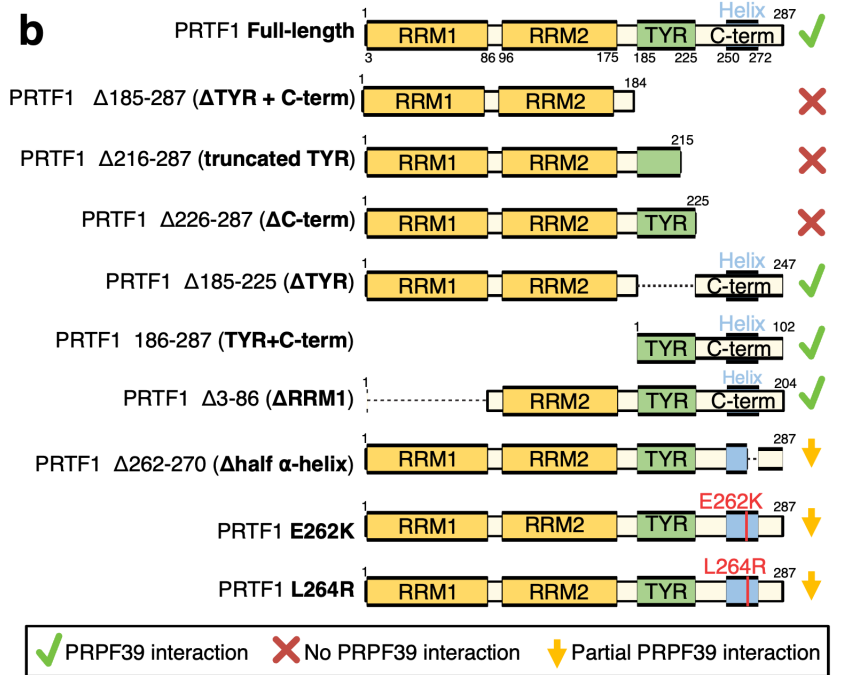 b
Helix
PRTF1 Full-length 1 RRM1 RRM2 TYR C-term 287
3 86 96 175 185 225 250 272
PRTF1 Δ185-287 (ΔTYR + C-term) 1 RRM1 RRM2 184
PRTF1 Δ216-287 (truncated TYR) 1 RRM1 RRM2 215
PRTF1 Δ226-287 (ΔC-term) 1 RRM1 RRM2 TYR 225
Helix
PRTF1 Δ185-225 (ΔTYR) 1 RRM1 RRM2 C-term 247
Helix
PRTF1 186-287 (TYR+C-term) 1 TYR C-term 102
Helix
PRTF1 Δ3-86 (ΔRRM1) 1 RRM2 TYR C-term 204
PRTF1 Δ262-270 (Δhalf α-helix) 1 RRM1 RRM2 TYR 287
E262K
PRTF1 E262K 1 RRM1 RRM2 TYR 287
L264R
PRTF1 L264R 1 RRM1 RRM2 TYR 287
PRPF39 interaction No PRPF39 interaction Partial PRPF39 interaction